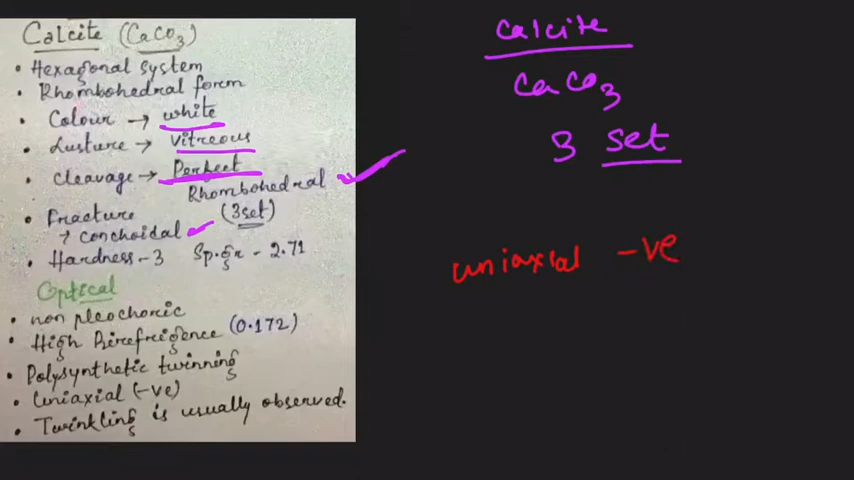 Calcite (CaCO3)
• Hexagonal system
• Rhombohedral form
• Colour → white
• Lusture → Vitreous
• Cleavage → Perfect
Rhombohedral
(3set)
• Fracture
→ Conchoidal
• Hardness - 3 Sp.Gr - 2.71
Optical
• non pleochoric
• High Birefrigence (0.172)
• Polysynthetic twinning
• Uniaxial (-ve)
• Twinkling is usually observed.
Calcite
CaCO3
3 set
uniaxial -ve